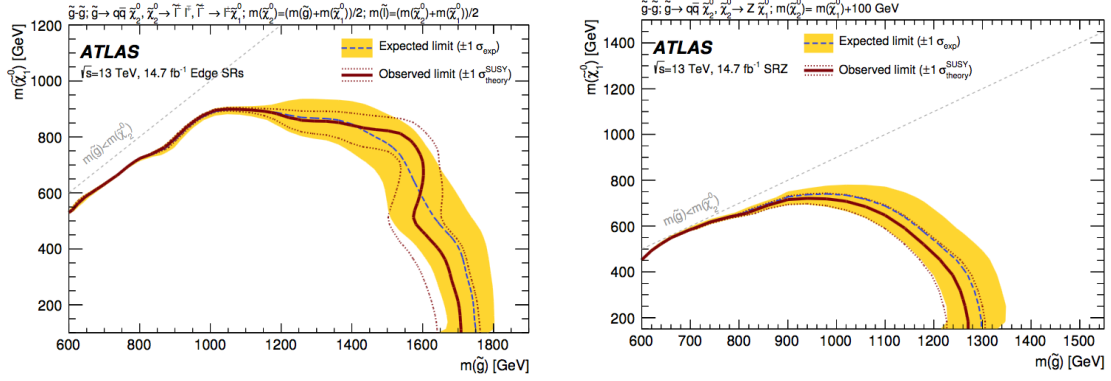 g̃-g̃; g̃→ qq̄ χ̃⁰₂, χ̃⁰₂→ l̃⁻ l⁺, l̃⁻ → l⁻χ̃⁰₁; m(χ̃⁰₂)=(m(g̃)+m(χ̃⁰₁))/2; m(l̃)=(m(χ̃⁰₂)+m(χ̃⁰₁))/2
m(χ̃⁰₁) [GeV]
ATLAS
√s=13 TeV, 14.7 fb⁻¹ Edge SRs
Expected limit (±1 σ_exp)
Observed limit (±1 σ^SUSY_theory)
m(g̃)<m(χ̃⁰₂)
1200
1000
800
600
400
200
600 800 1000 1200 1400 1600 1800
m(g̃) [GeV]
g̃-g̃; g̃→ qq̄ χ̃⁰₂, χ̃⁰₂→ Z χ̃⁰₁; m(χ̃⁰₂)= m(χ̃⁰₁)+100 GeV
m(χ̃⁰₁) [GeV]
ATLAS
√s=13 TeV, 14.7 fb⁻¹ SRZ
Expected limit (±1 σ_exp)
Observed limit (±1 σ^SUSY_theory)
m(g̃)<m(χ̃⁰₂)
1400
1200
1000
800
600
400
200
600 700 800 900 1000 1100 1200 1300 1400 1500
m(g̃) [GeV]